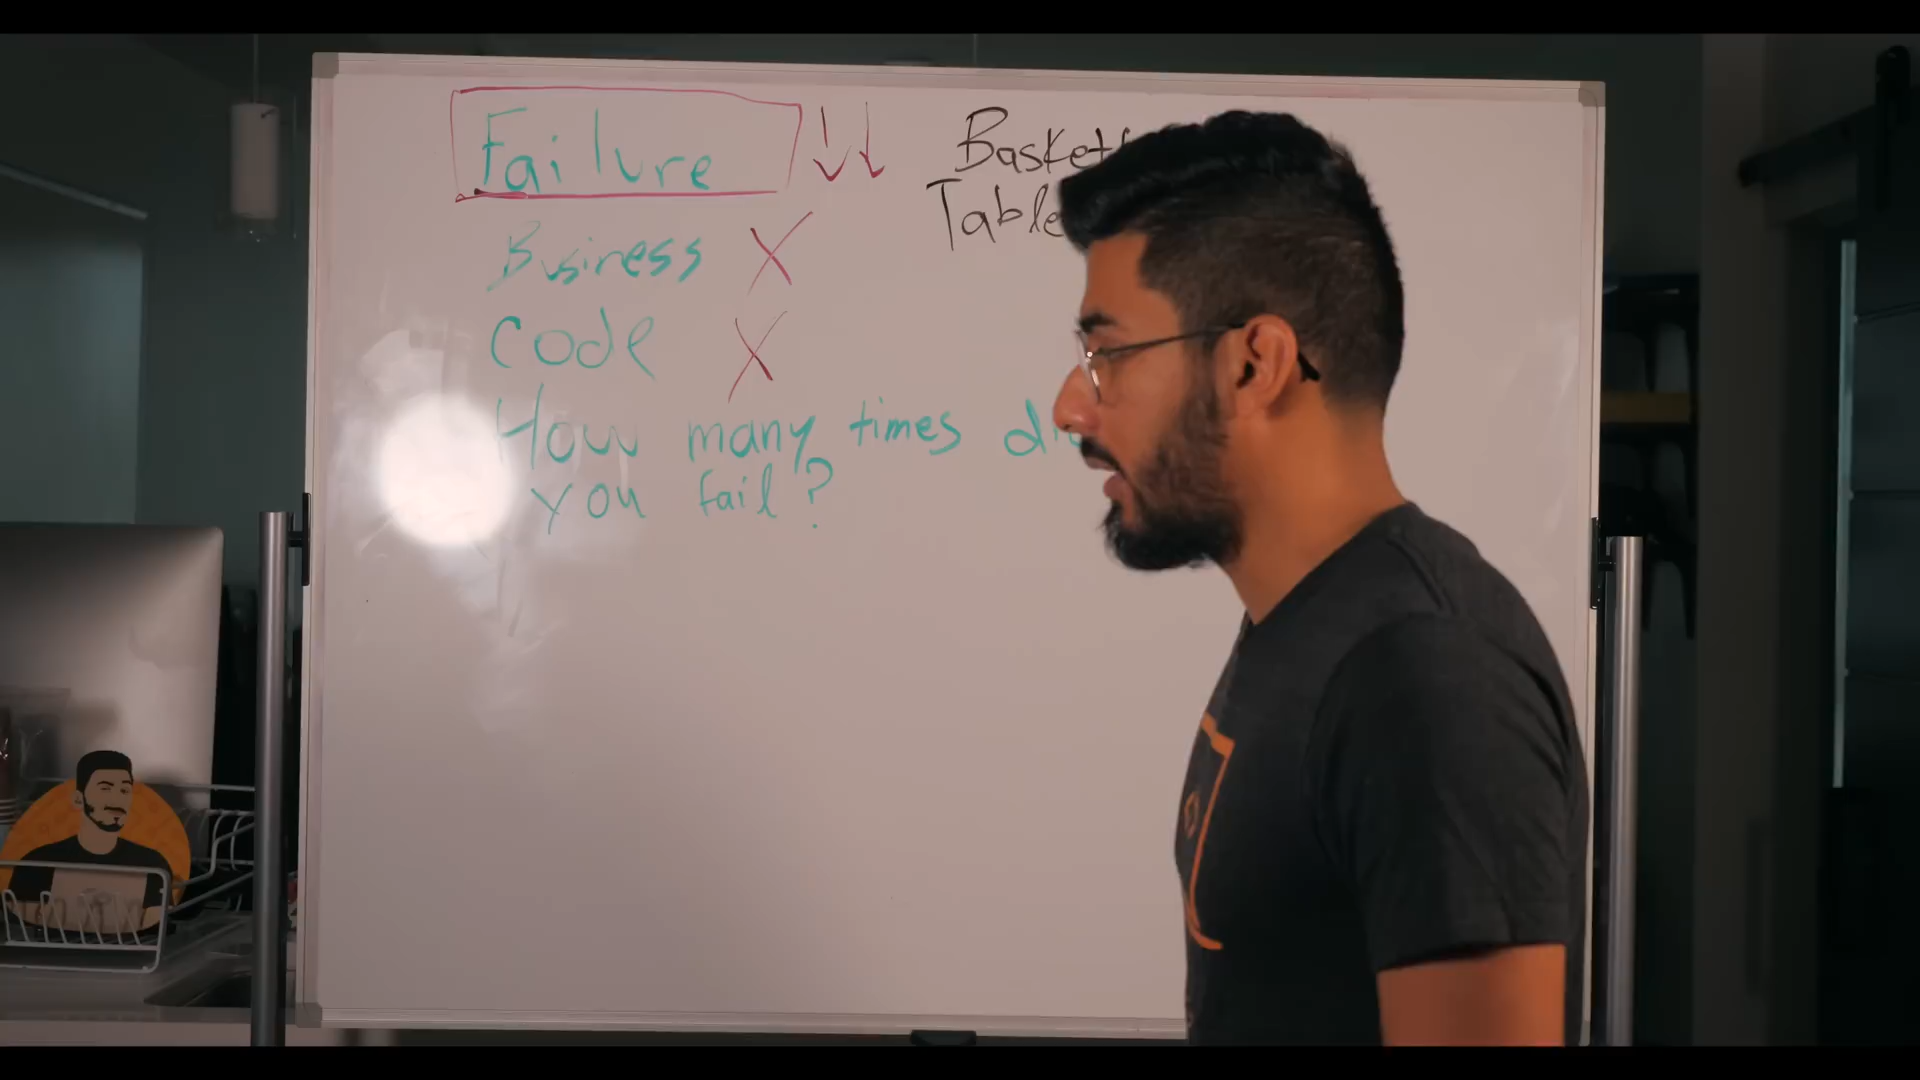 Failure
Business X
Code X
How many times
you fail?